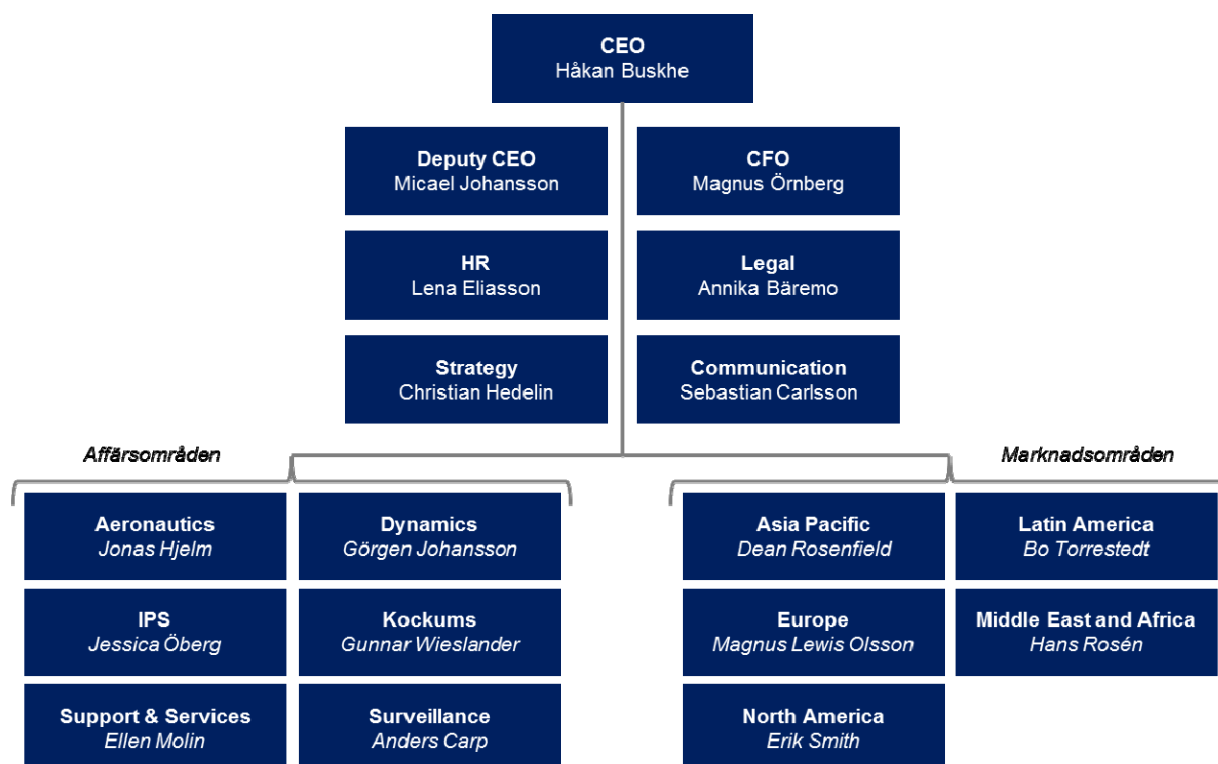 CEO
Håkan Buskhe
Deputy CEO
Micael Johansson
CFO
Magnus Örnberg
HR
Lena Eliasson
Legal
Annika Bäremo
Strategy
Christian Hedelin
Communication
Sebastian Carlsson
Affärsområden
Marknadsområden
Aeronautics
Jonas Hjelm
Dynamics
Görgen Johansson
Asia Pacific
Dean Rosenfield
Latin America
Bo Torrestedt
IPS
Jessica Öberg
Kockums
Gunnar Wieslander
Europe
Magnus Lewis Olsson
Middle East and Africa
Hans Rosén
Support & Services
Ellen Molin
Surveillance
Anders Carp
North America
Erik Smith